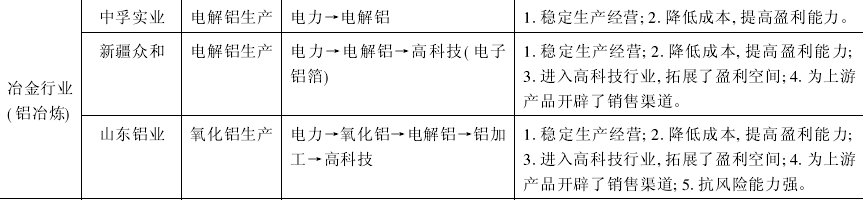 中孚实业 电解铝生产 电力→电解铝 1. 稳定生产经营; 2. 降低成本, 提高盈利能力。
新疆众和 电解铝生产 电力→电解铝→高科技( 电子 1. 稳定生产经营; 2. 降低成本, 提高盈利能力;
铝箔) 3. 进入高科技行业, 拓展了盈利空间; 4. 为上游
产品开辟了销售渠道。
冶金行业
(铝冶炼)
山东铝业 氧化铝生产 电力→氧化铝→电解铝→铝加 1. 稳定生产经营; 2. 降低成本, 提高盈利能力;
工→高科技 3. 进入高科技行业, 拓展了盈利空间; 4. 为上游
产品开辟了销售渠道; 5. 抗风险能力强。